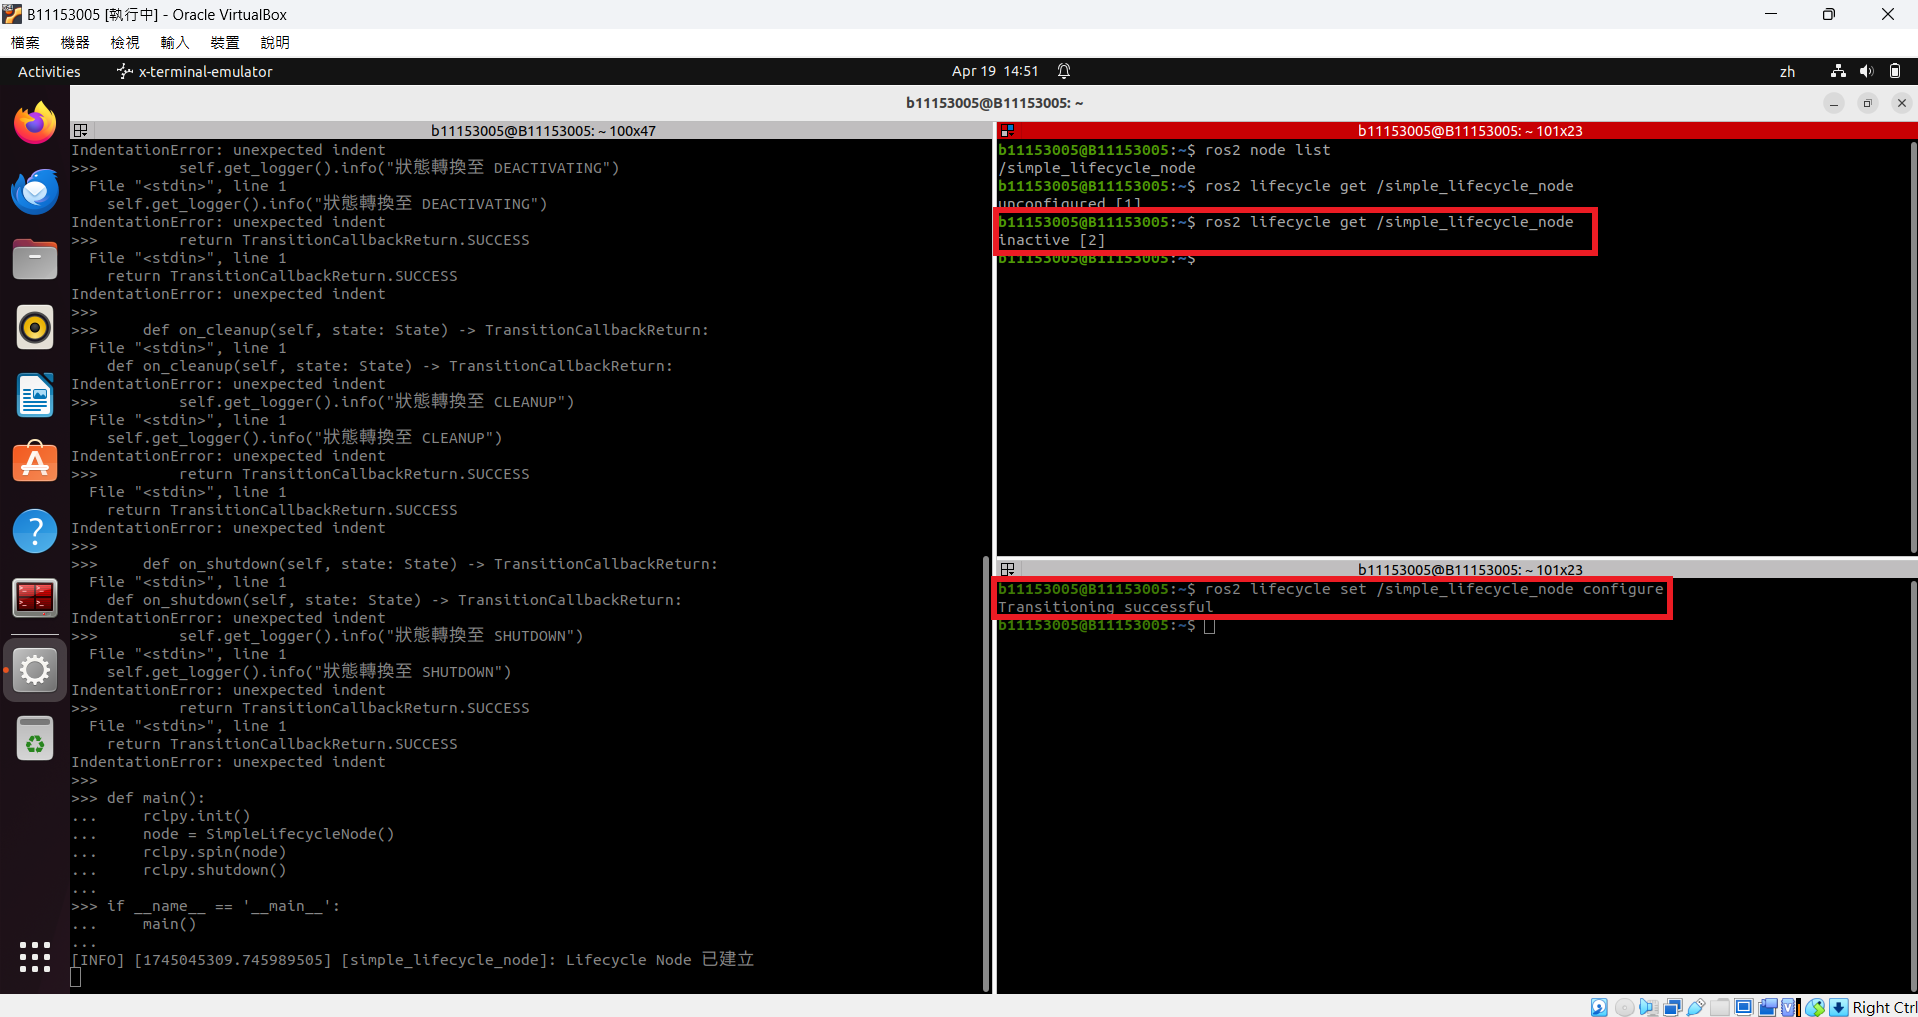 B11153005 [執行中] - Oracle VirtualBox
檔案 機器 檢視 輸入 裝置 說明
Activities x-terminal-emulator Apr 19 14:51 zh
b11153005@B11153005: ~
b11153005@B11153005: ~ 100x47
IndentationError: unexpected indent
>>>         self.get_logger().info("狀態轉換至 DEACTIVATING")
  File "<stdin>", line 1
    self.get_logger().info("狀態轉換至 DEACTIVATING")
IndentationError: unexpected indent
>>>         return TransitionCallbackReturn.SUCCESS
  File "<stdin>", line 1
    return TransitionCallbackReturn.SUCCESS
IndentationError: unexpected indent
>>>
>>>     def on_cleanup(self, state: State) -> TransitionCallbackReturn:
  File "<stdin>", line 1
    def on_cleanup(self, state: State) -> TransitionCallbackReturn:
IndentationError: unexpected indent
>>>         self.get_logger().info("狀態轉換至 CLEANUP")
  File "<stdin>", line 1
    self.get_logger().info("狀態轉換至 CLEANUP")
IndentationError: unexpected indent
>>>         return TransitionCallbackReturn.SUCCESS
  File "<stdin>", line 1
    return TransitionCallbackReturn.SUCCESS
IndentationError: unexpected indent
>>>
>>>     def on_shutdown(self, state: State) -> TransitionCallbackReturn:
  File "<stdin>", line 1
    def on_shutdown(self, state: State) -> TransitionCallbackReturn:
IndentationError: unexpected indent
>>>         self.get_logger().info("狀態轉換至 SHUTDOWN")
  File "<stdin>", line 1
    self.get_logger().info("狀態轉換至 SHUTDOWN")
IndentationError: unexpected indent
>>>         return TransitionCallbackReturn.SUCCESS
  File "<stdin>", line 1
    return TransitionCallbackReturn.SUCCESS
IndentationError: unexpected indent
>>>
>>> def main():
...     rclpy.init()
...     node = SimpleLifecycleNode()
...     rclpy.spin(node)
...     rclpy.shutdown()
...
>>> if __name__ == '__main__':
...     main()
...
[INFO] [1745045309.745989505] [simple_lifecycle_node]: Lifecycle Node 已建立
b11153005@B11153005: ~ 101x23
b11153005@B11153005:~$ ros2 node list
/simple_lifecycle_node
b11153005@B11153005:~$ ros2 lifecycle get /simple_lifecycle_node
unconfigured [1]
b11153005@B11153005:~$ ros2 lifecycle get /simple_lifecycle_node
inactive [2]
b11153005@B11153005:~$
b11153005@B11153005: ~ 101x23
b11153005@B11153005:~$ ros2 lifecycle set /simple_lifecycle_node configure
Transitioning successful
b11153005@B11153005:~$
Right Ctrl